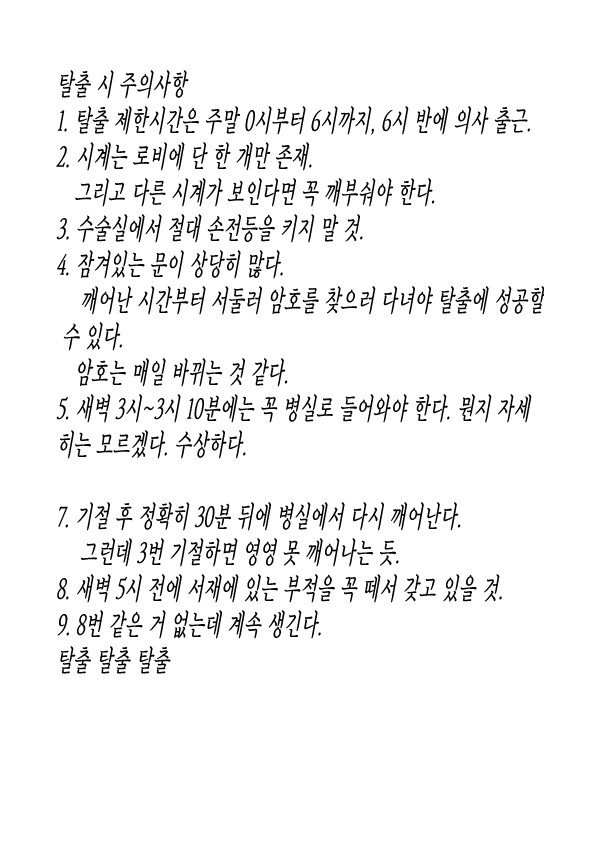 탈출 시 주의사항
1. 탈출 제한시간은 주말 0시부터 6시까지, 6시 반에 의사 출근.
2. 시계는 로비에 단 한 개만 존재.
그리고 다른 시계가 보인다면 꼭 깨부숴야 한다.
3. 수술실에서 절대 손전등을 키지 말 것.
4. 잠겨있는 문이 상당히 많다.
깨어난 시간부터 서둘러 암호를 찾으러 다녀야 탈출에 성공할
수 있다.
암호는 매일 바뀌는 것 같다.
5. 새벽 3시~3시 10분에는 꼭 병실로 들어와야 한다. 뭔지 자세
히는 모르겠다. 수상하다.
7. 기절 후 정확히 30분 뒤에 병실에서 다시 깨어난다.
그런데 3번 기절하면 영영 못 깨어나는 듯.
8. 새벽 5시 전에 서재에 있는 부적을 꼭 떼서 갖고 있을 것.
9. 8번 같은 거 없는데 계속 생긴다.
탈출 탈출 탈출